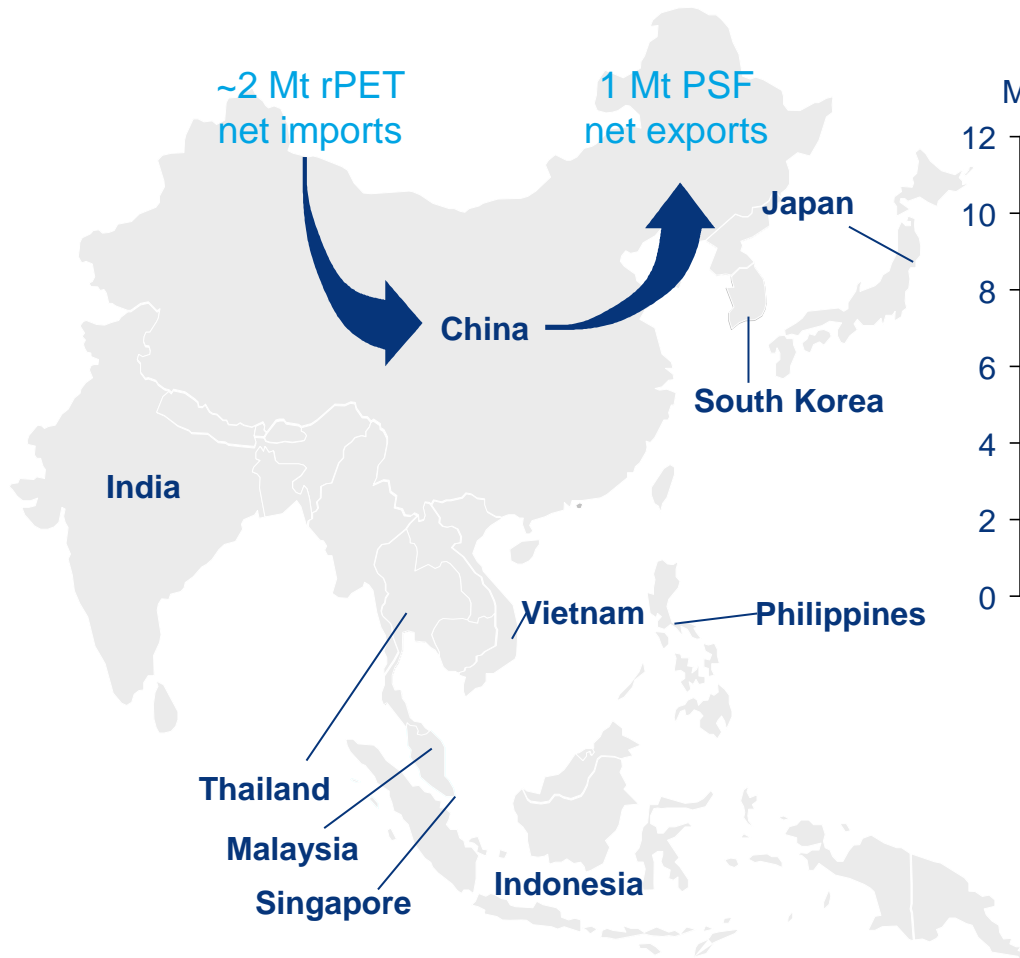 ~2 Mt rPET
net imports
1 Mt PSF
net exports
M
12
10
8
6
4
2
0
Japan
China
South Korea
India
Vietnam
Philippines
Thailand
Malaysia
Singapore
Indonesia